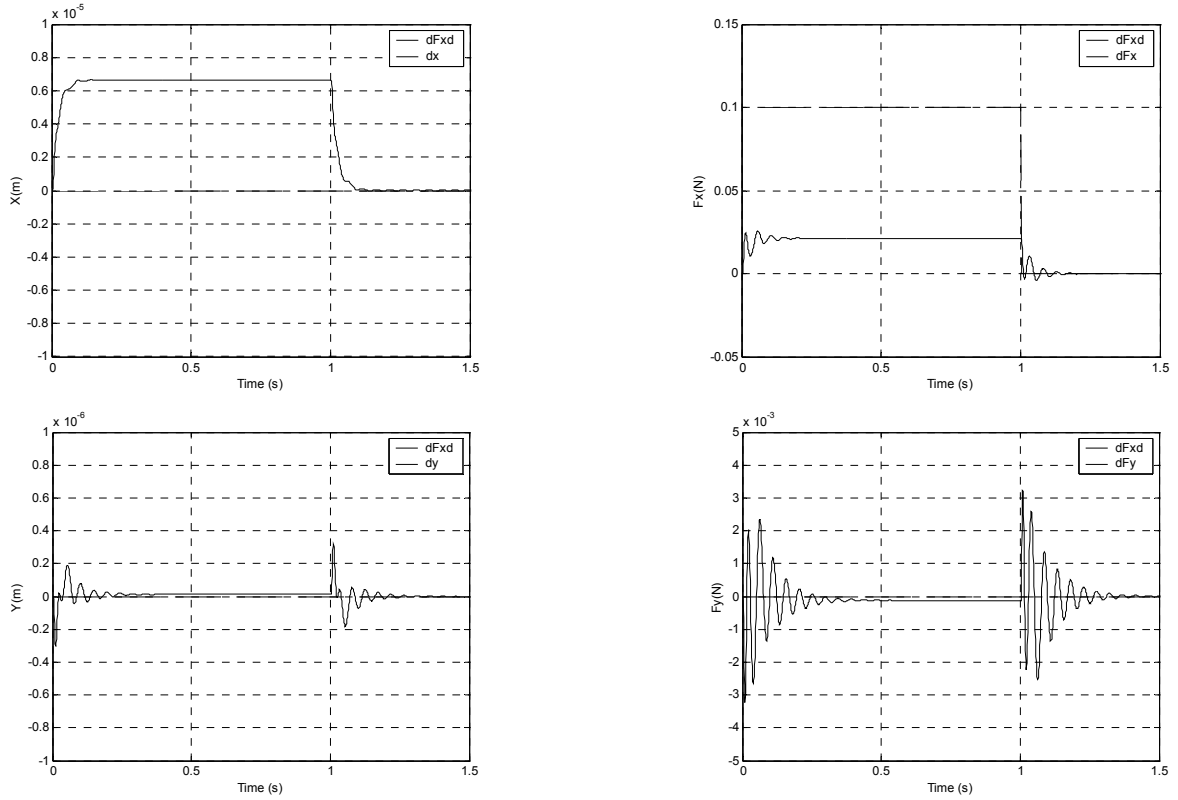 x 10-5
1
0.8
0.6
0.4
0.2
0
-0.2
-0.4
-0.6
-0.8
-1
X(m)
dFxd
dx
0
0.5
1
1.5
Time (s)
0.15
0.1
0.05
0
-0.05
Fx(N)
dFxd
dFx
0
0.5
1
1.5
Time (s)
x 10-6
1
0.8
0.6
0.4
0.2
0
-0.2
-0.4
-0.6
-0.8
-1
Y(m)
dFxd
dy
0
0.5
1
1.5
Time (s)
x 10-3
5
4
3
2
1
0
-1
-2
-3
-4
-5
Fy(N)
dFxd
dFy
0
0.5
1
1.5
Time (s)